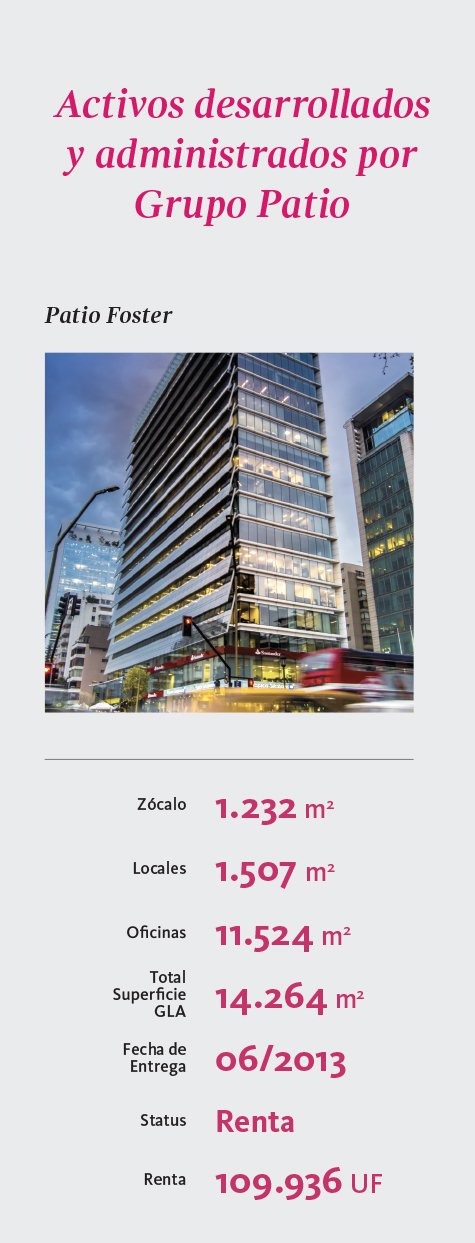 Activos desarrollados
y administrados por
Grupo Patio
Patio Foster
Santander
Zócalo 1.232 m²
Locales 1.507 m²
Oficinas 11.524 m²
Total
Superficie
GLA 14.264 m²
Fecha de
Entrega 06/2013
Status Renta
Renta 109.936 UF